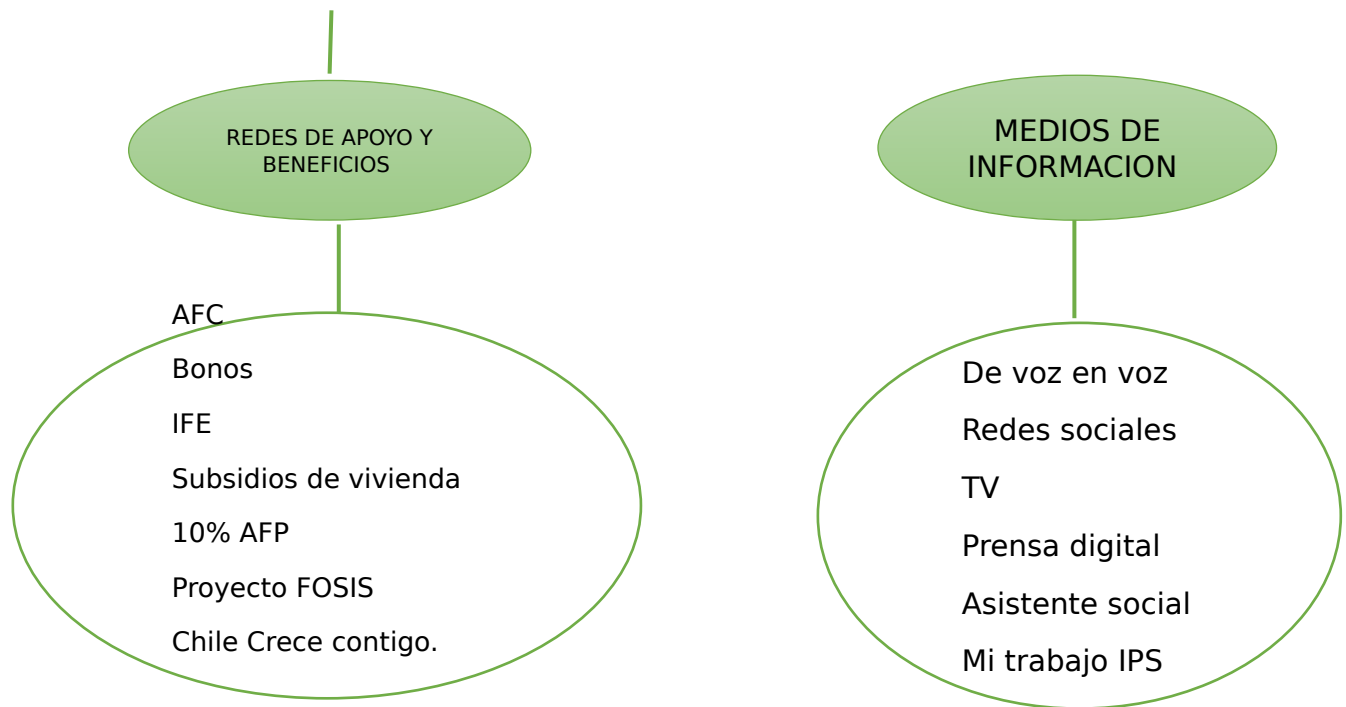 REDES DE APOYO Y
BENEFICIOS
AFC
Bonos
IFE
Subsidios de vivienda
10% AFP
Proyecto FOSIS
Chile Crece contigo.
MEDIOS DE
INFORMACION
De voz en voz
Redes sociales
TV
Prensa digital
Asistente social
Mi trabajo IPS